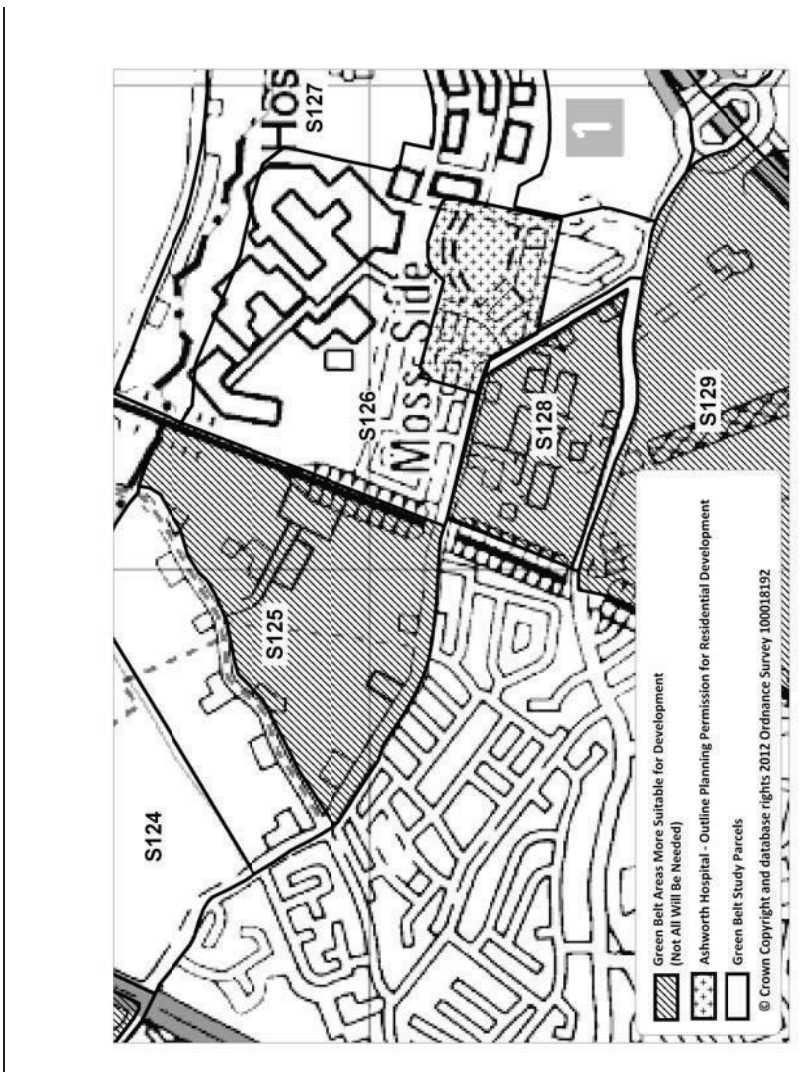 S124
S125
S126
S127
Hos
Moss Side
S128
S129
1
Green Belt Areas More Suitable for Development
(Not All Will Be Needed)
Ashworth Hospital - Outline Planning Permission for Residential Development
Green Belt Study Parcels
© Crown Copyright and database rights 2012 Ordnance Survey 100018192